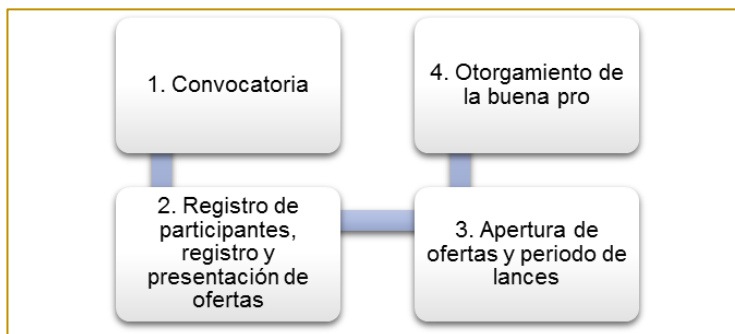 1. Convocatoria
2. Registro de
participantes,
registro y
presentación de
ofertas
3. Apertura de
ofertas y periodo de
lances
4. Otorgamiento de
la buena pro